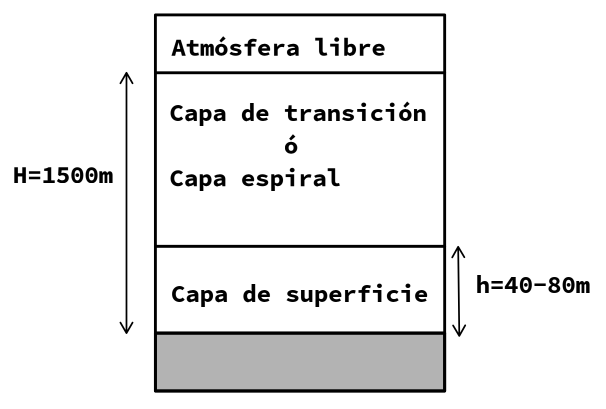 Atmósfera libre
Capa de transición
ó
Capa espiral
H=1500m
Capa de superficie
h=40-80m